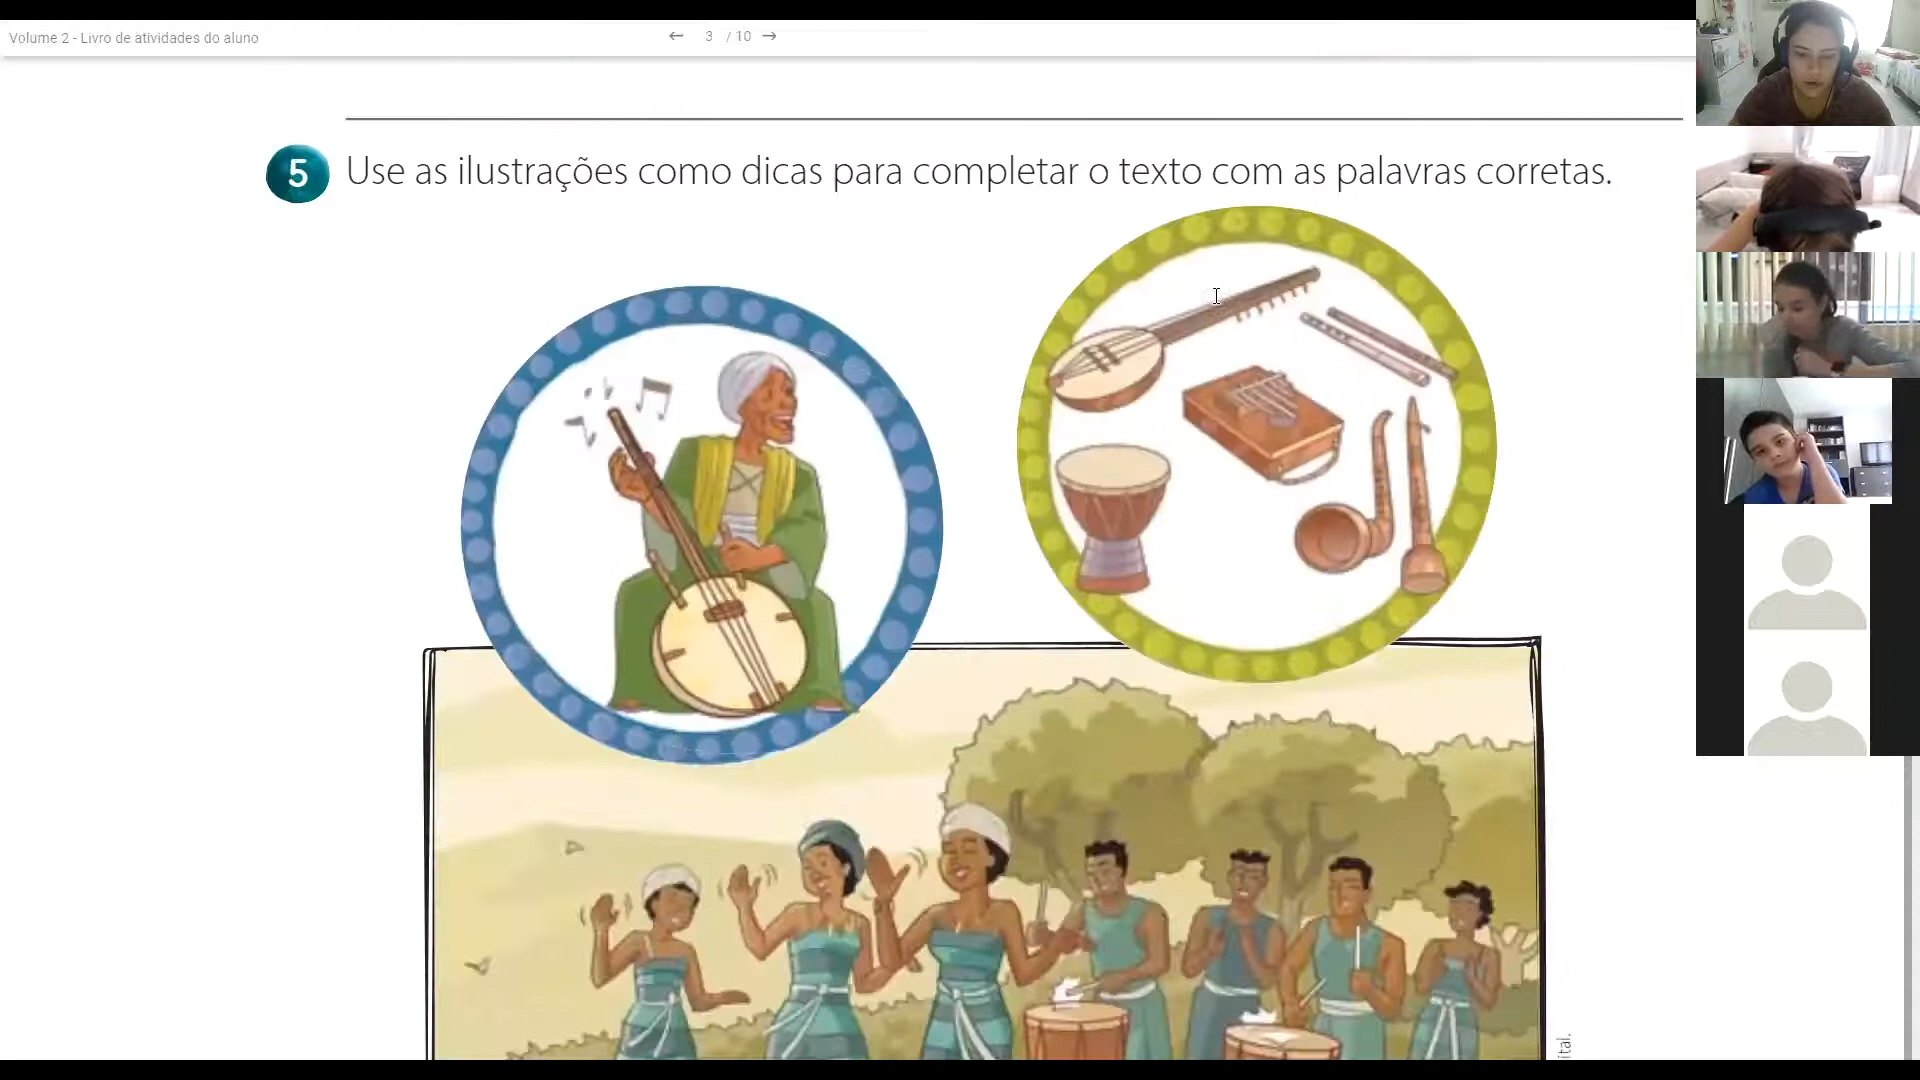 Volume 2 - Livro de atividades do aluno
← 3 / 10 →
5 Use as ilustrações como dicas para completar o texto com as palavras corretas.
ital.